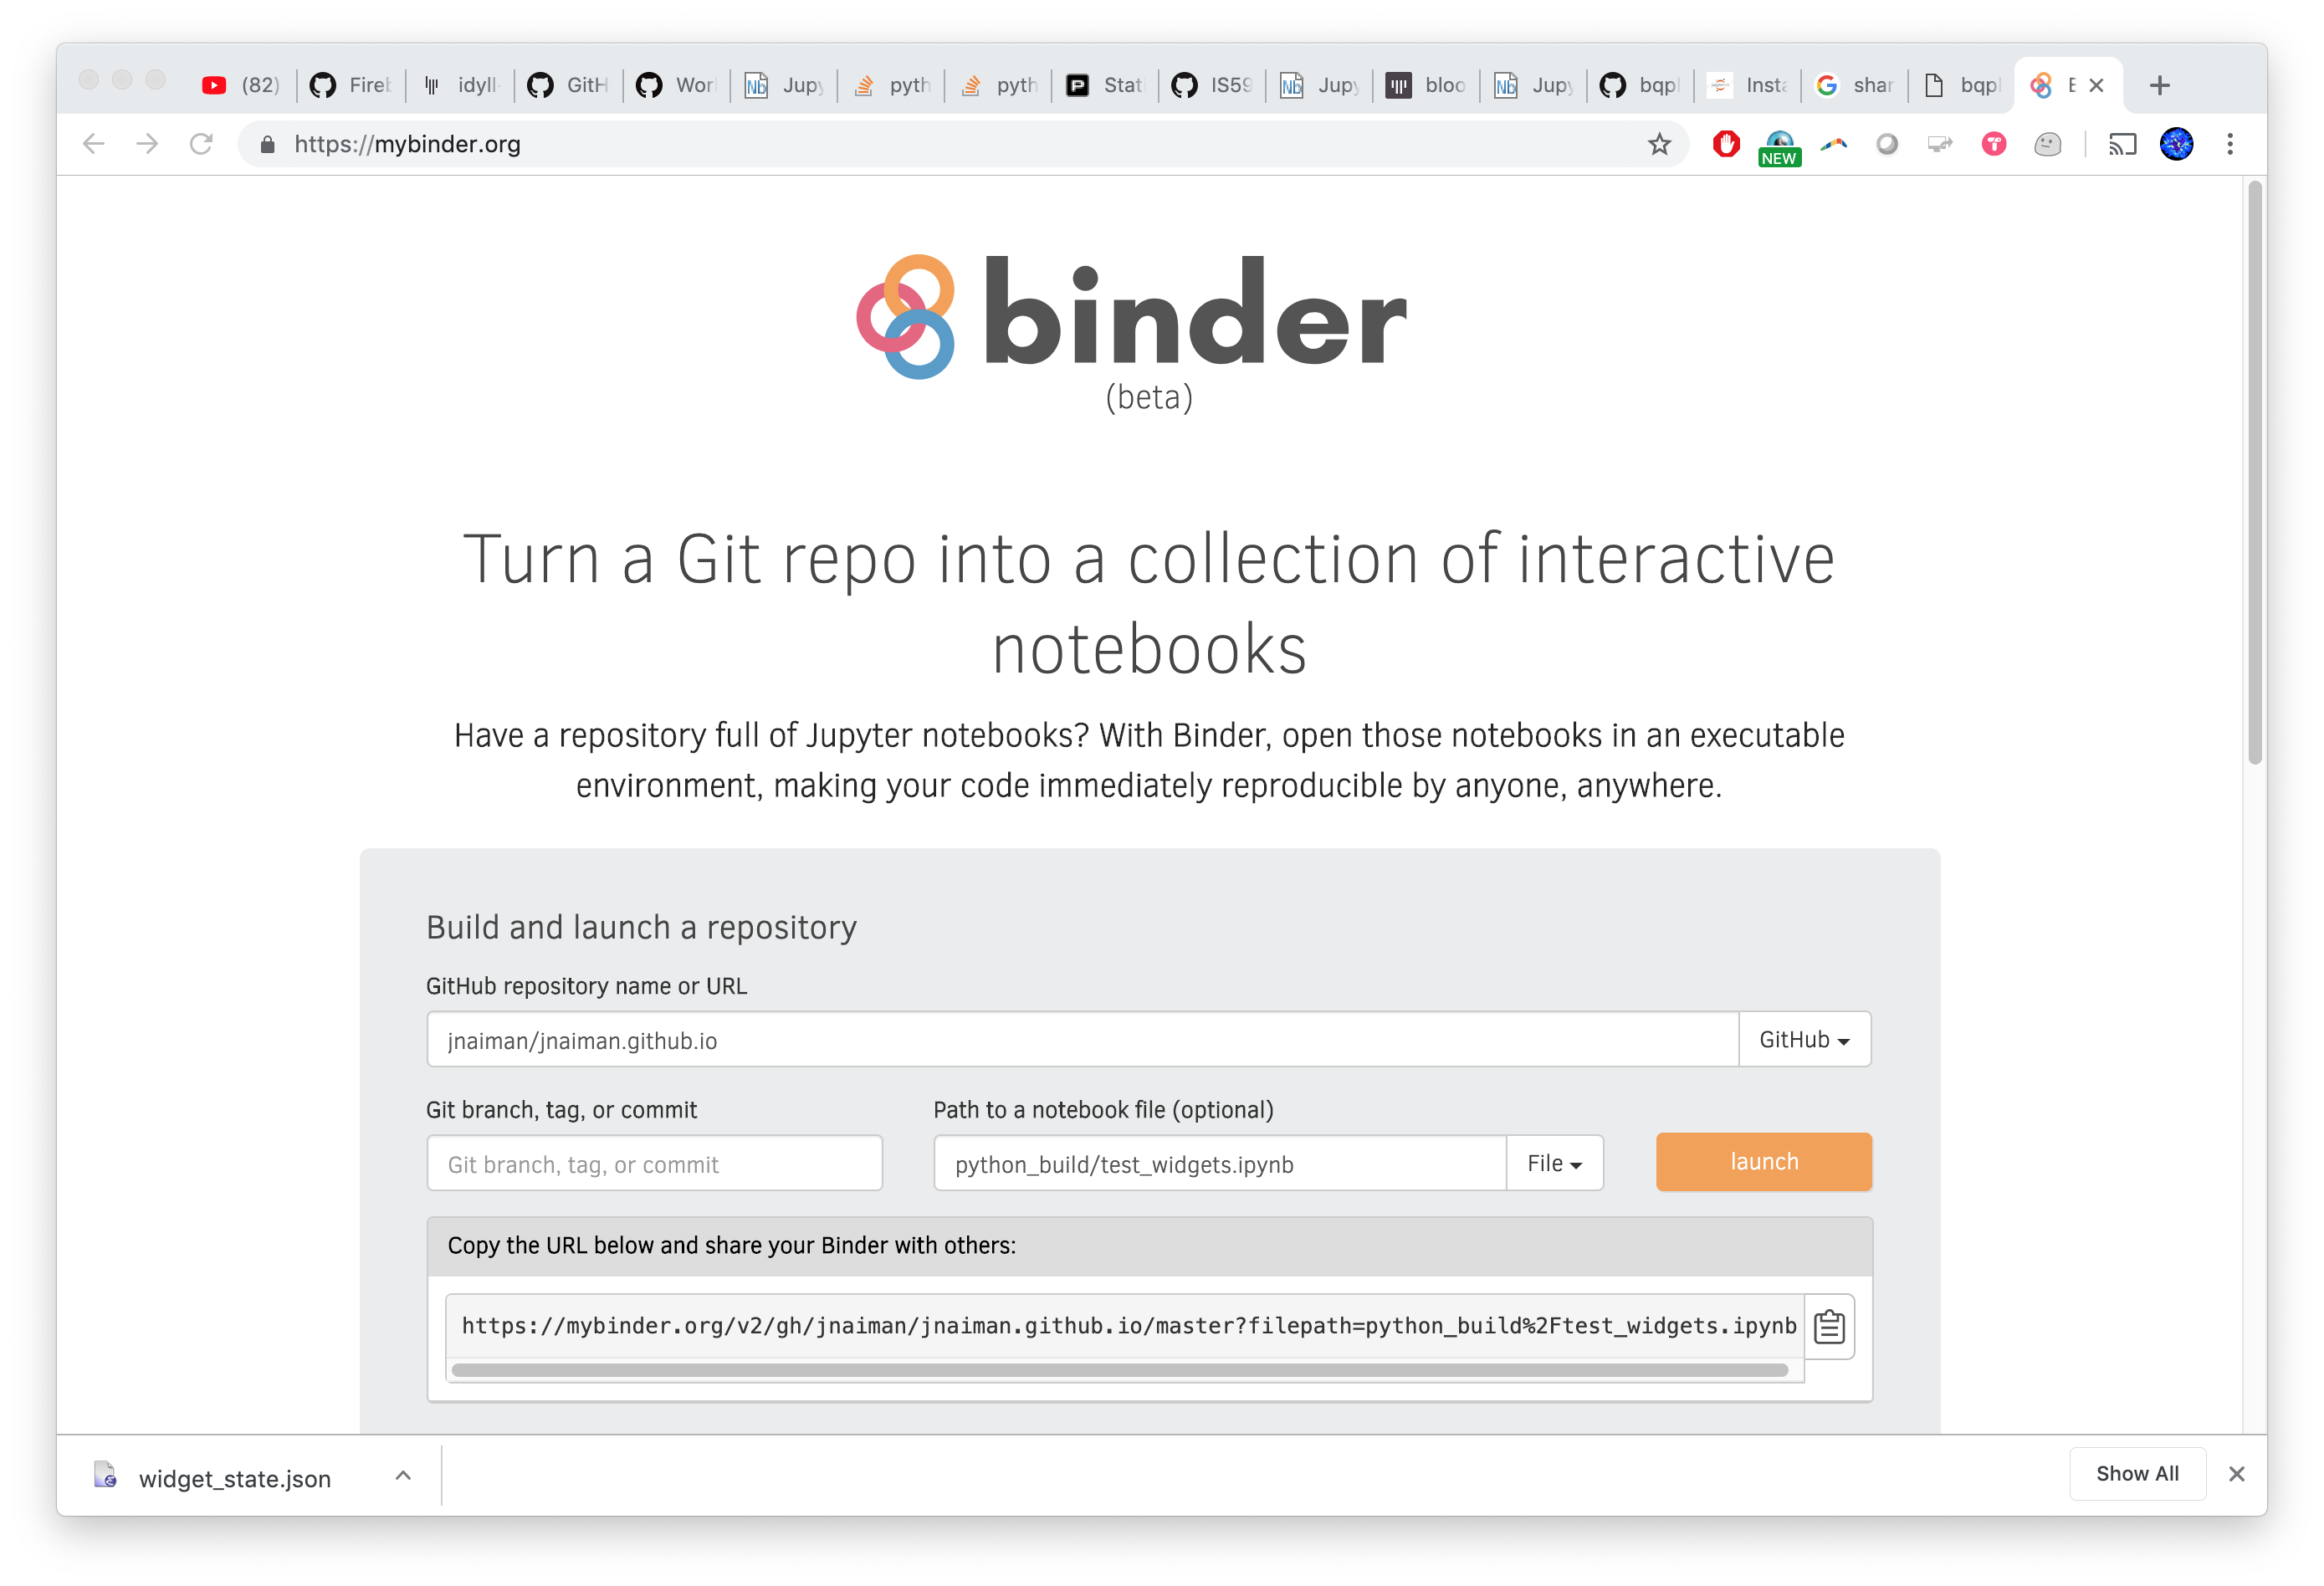 (82) Fireb idyll- GitH Worl Jupy pyth pyth Stati IS59 Jupy bloo Jupy bqpl Insta shar bqpl
https://mybinder.org
NEW
binder
(beta)
Turn a Git repo into a collection of interactive
notebooks
Have a repository full of Jupyter notebooks? With Binder, open those notebooks in an executable
environment, making your code immediately reproducible by anyone, anywhere.
Build and launch a repository
GitHub repository name or URL
jnaiman/jnaiman.github.io GitHub
Git branch, tag, or commit Path to a notebook file (optional)
Git branch, tag, or commit python_build/test_widgets.ipynb File launch
Copy the URL below and share your Binder with others:
https://mybinder.org/v2/gh/jnaiman/jnaiman.github.io/master?filepath=python_build%2Ftest_widgets.ipynb
widget_state.json Show All